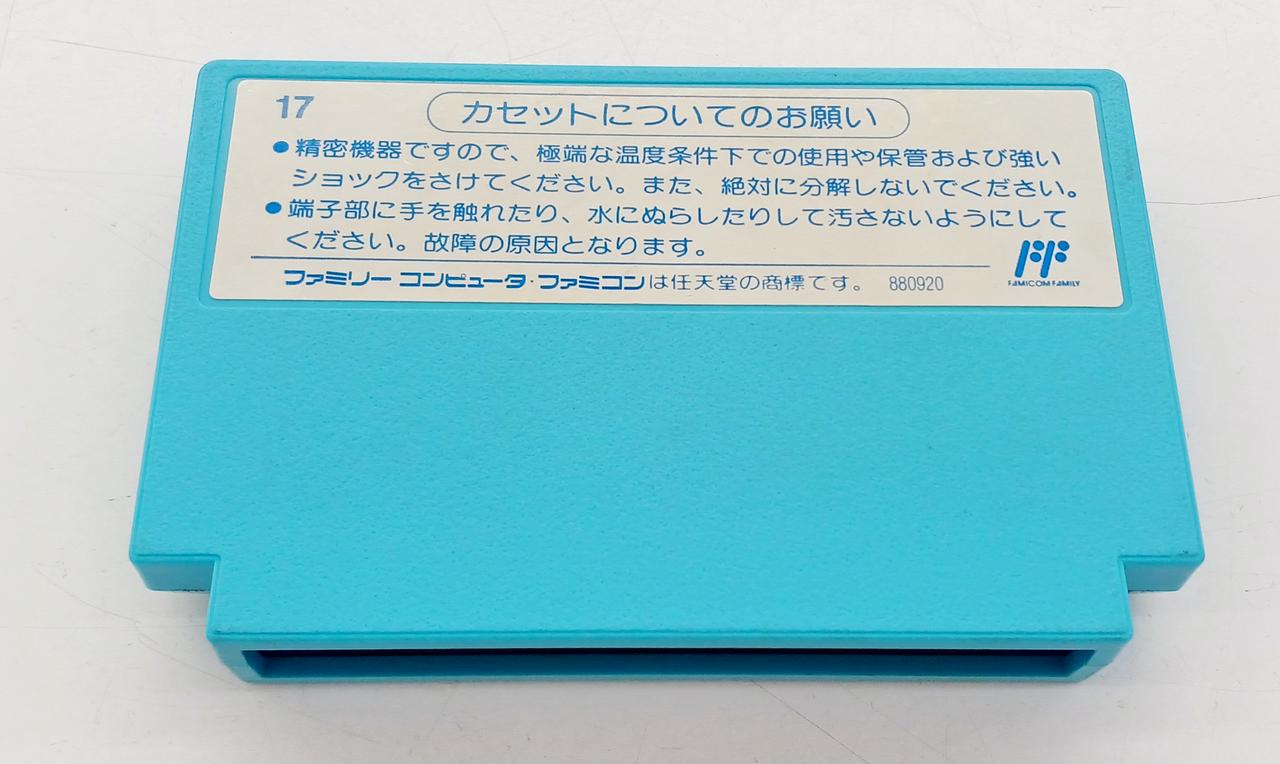 17
カセットについてのお願い
●精密機器ですので、極端な温度条件下での使用や保管および強い
ショックをさけてください。また、絶対に分解しないでください。
●端子部に手を触れたり、水にぬらしたりして汚さないようにして
ください。故障の原因となります。
ファミリー コンピュータ・ファミコンは任天堂の商標てす。 880920
FF
FAMICOM FAMILY